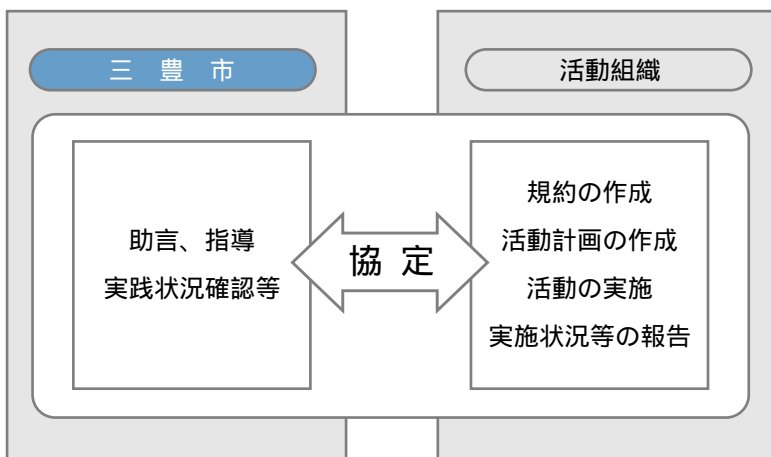 三豊市
活動組織
助言、指導
実践状況確認等
協定
規約の作成
活動計画の作成
活動の実施
実施状況等の報告